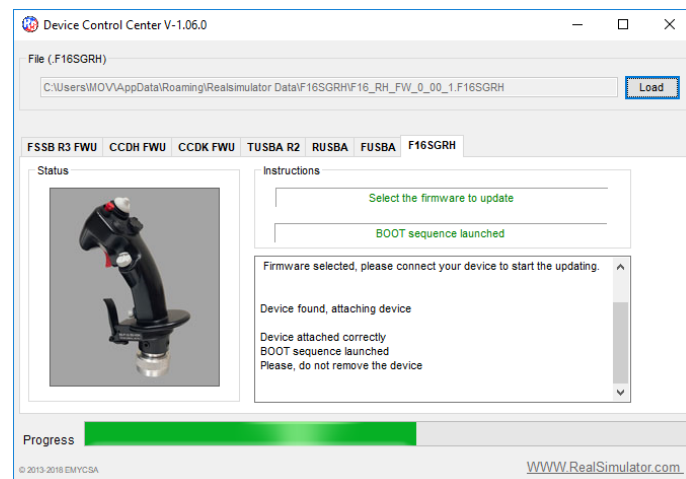 Device Control Center V-1.06.0
File (.F16SGRH)
C:\Users\MOV\AppData\Roaming\Realsimulator Data\F16SGRH\F16_RH_FW_0_00_1.F16SGRH
Load
FSSB R3 FWU CCDH FWU CCDK FWU TUSBA R2 RUSBA FUSBA F16SGRH
Status
Instructions
Select the firmware to update
BOOT sequence launched
Firmware selected, please connect your device to start the updating.
Device found, attaching device
Device attached correctly
BOOT sequence launched
Please, do not remove the device
Progress
© 2013-2018 EMYCSA
WWW.RealSimulator.com